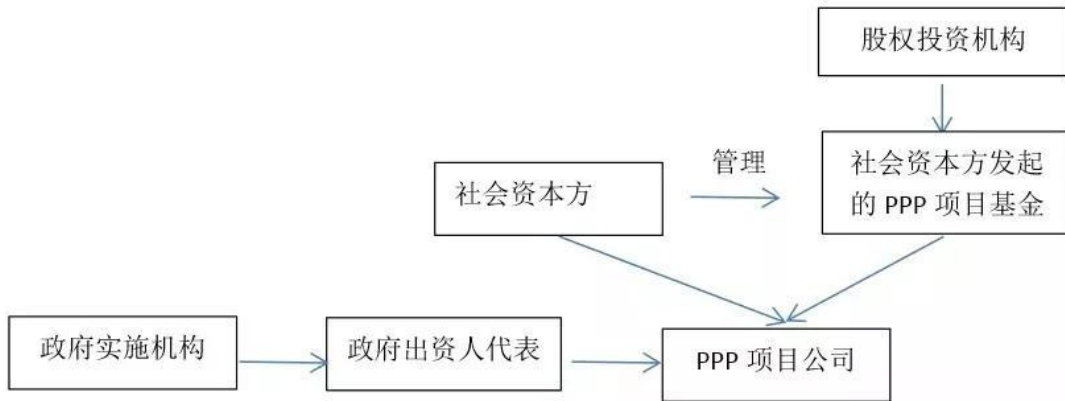 股权投资机构
管理
社会资本方
社会资本方发起
的 PPP 项目基金
政府实施机构
政府出资人代表
PPP 项目公司